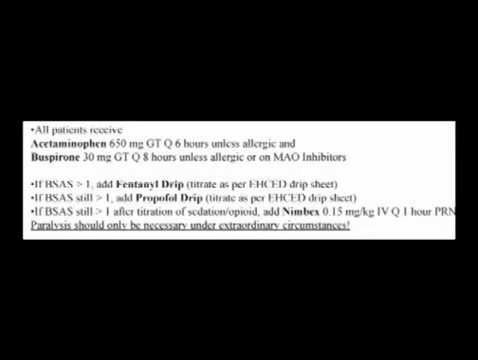 •All patients receive
Acetaminophen 650 mg GT Q 6 hours unless allergic and
Buspirone 30 mg GT Q 8 hours unless allergic or on MAO Inhibitors
•If BSAS > 1, add Fentanyl Drip (titrate as per EHCED drip sheet)
•If BSAS still > 1, add Propofol Drip (titrate as per EHCED drip sheet)
•If BSAS still > 1 after titration of sedation/opioid, add Nimbex 0.15 mg/kg IV Q 1 hour PRN
Paralysis should only be necessary under extraordinary circumstances!